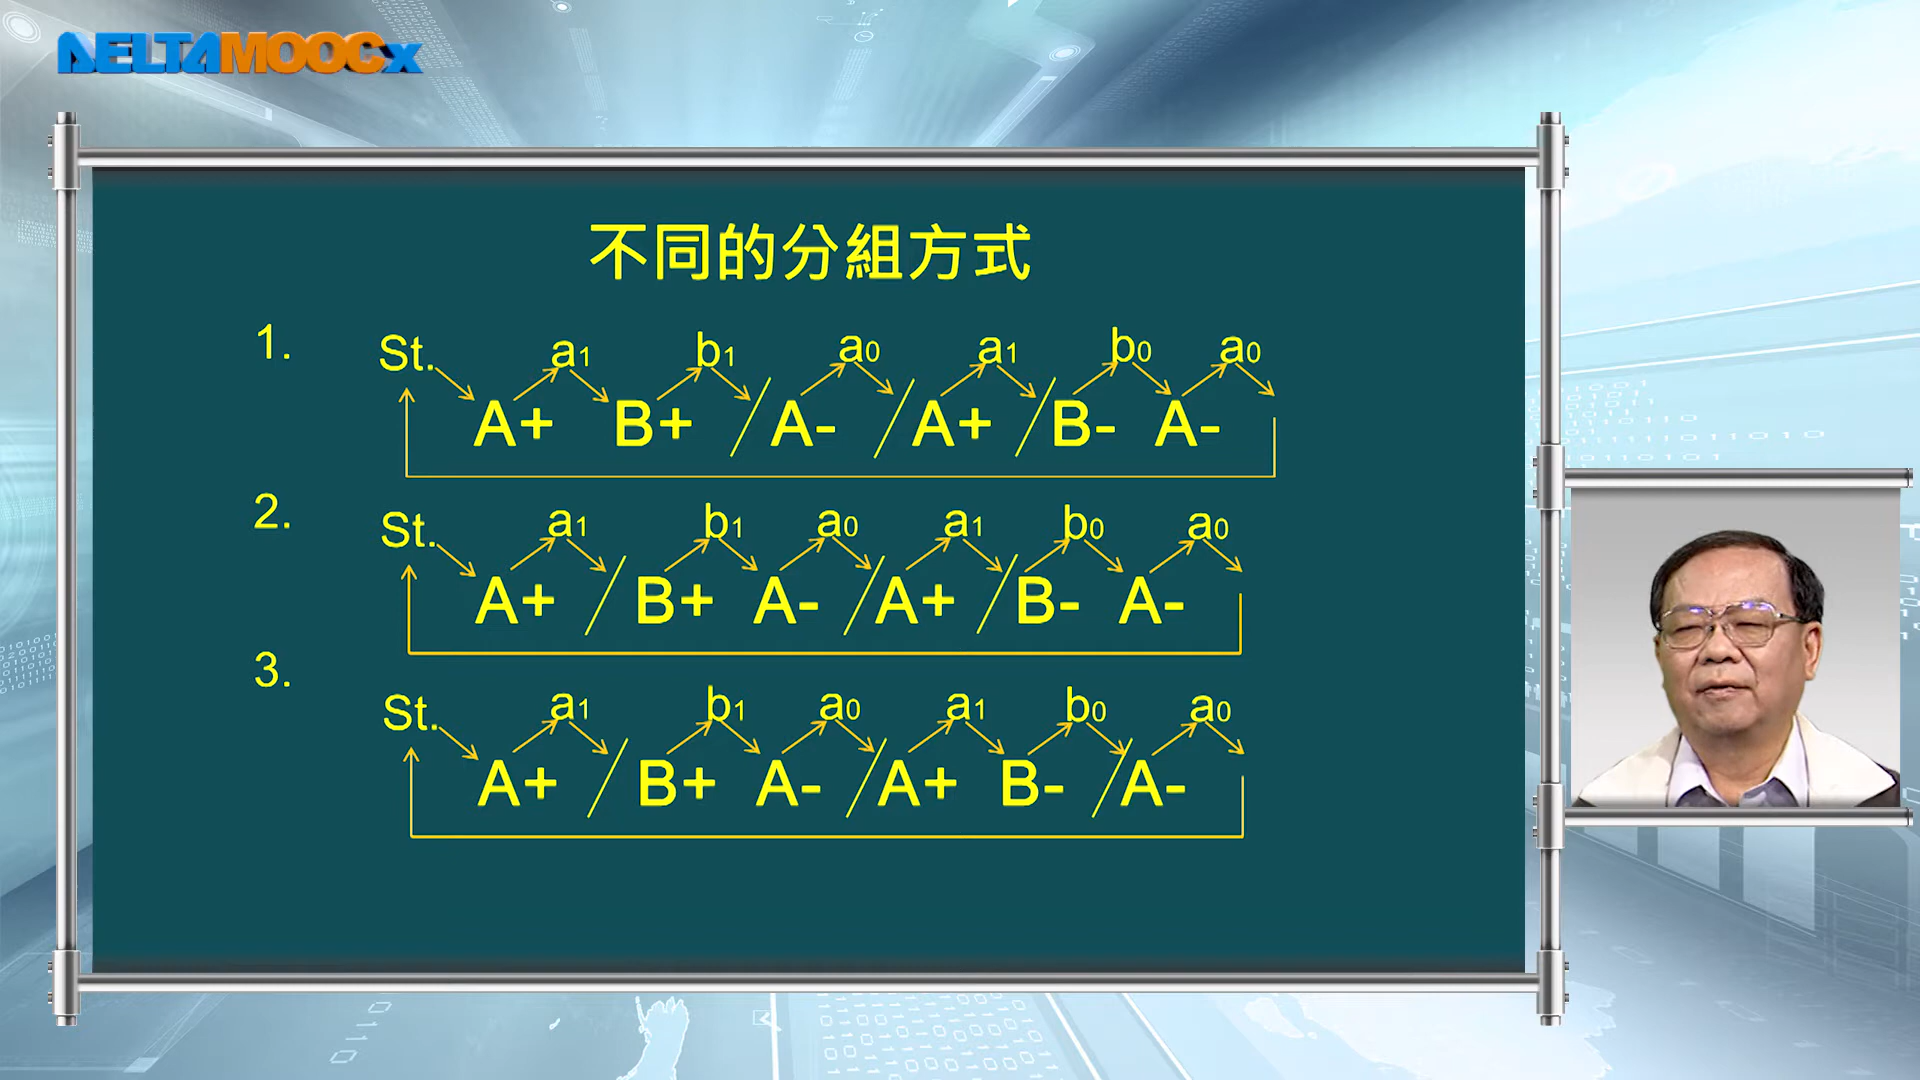 DELTAMOOCx
不同的分組方式
1.
St. a1 b1 a0 a1 b0 a0
A+ B+ / A- / A+ / B- A-
2.
St. a1 b1 a0 a1 b0 a0
A+ / B+ A- / A+ / B- A-
3.
St. a1 b1 a0 a1 b0 a0
A+ / B+ A- / A+ B- / A-